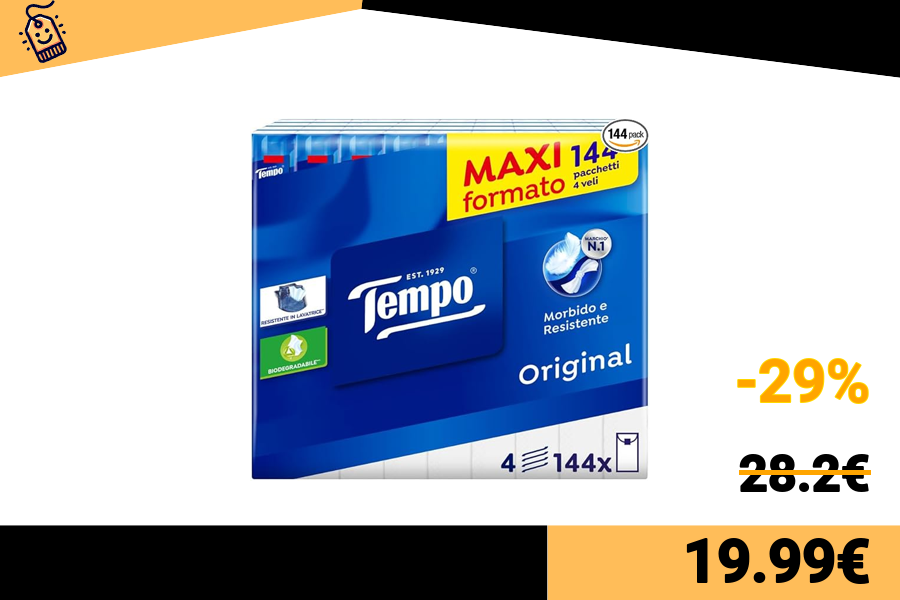 144 pack
MAXI 144
formato pacchetti
4 veli
Tempo
MARCHIO
N.1
EST. 1929
Tempo®
RESISTENTE IN LAVATRICE*
Morbido e
Resistente
BIODEGRADABILE**
Original
4 144x
-29%
28.2€
19.99€